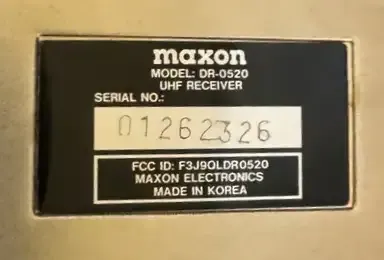 maxon
MODEL: DR-0520
UHF RECEIVER
SERIAL NO.:
01262326
FCC ID: F3J9OLDR0520
MAXON ELECTRONICS
MADE IN KOREA